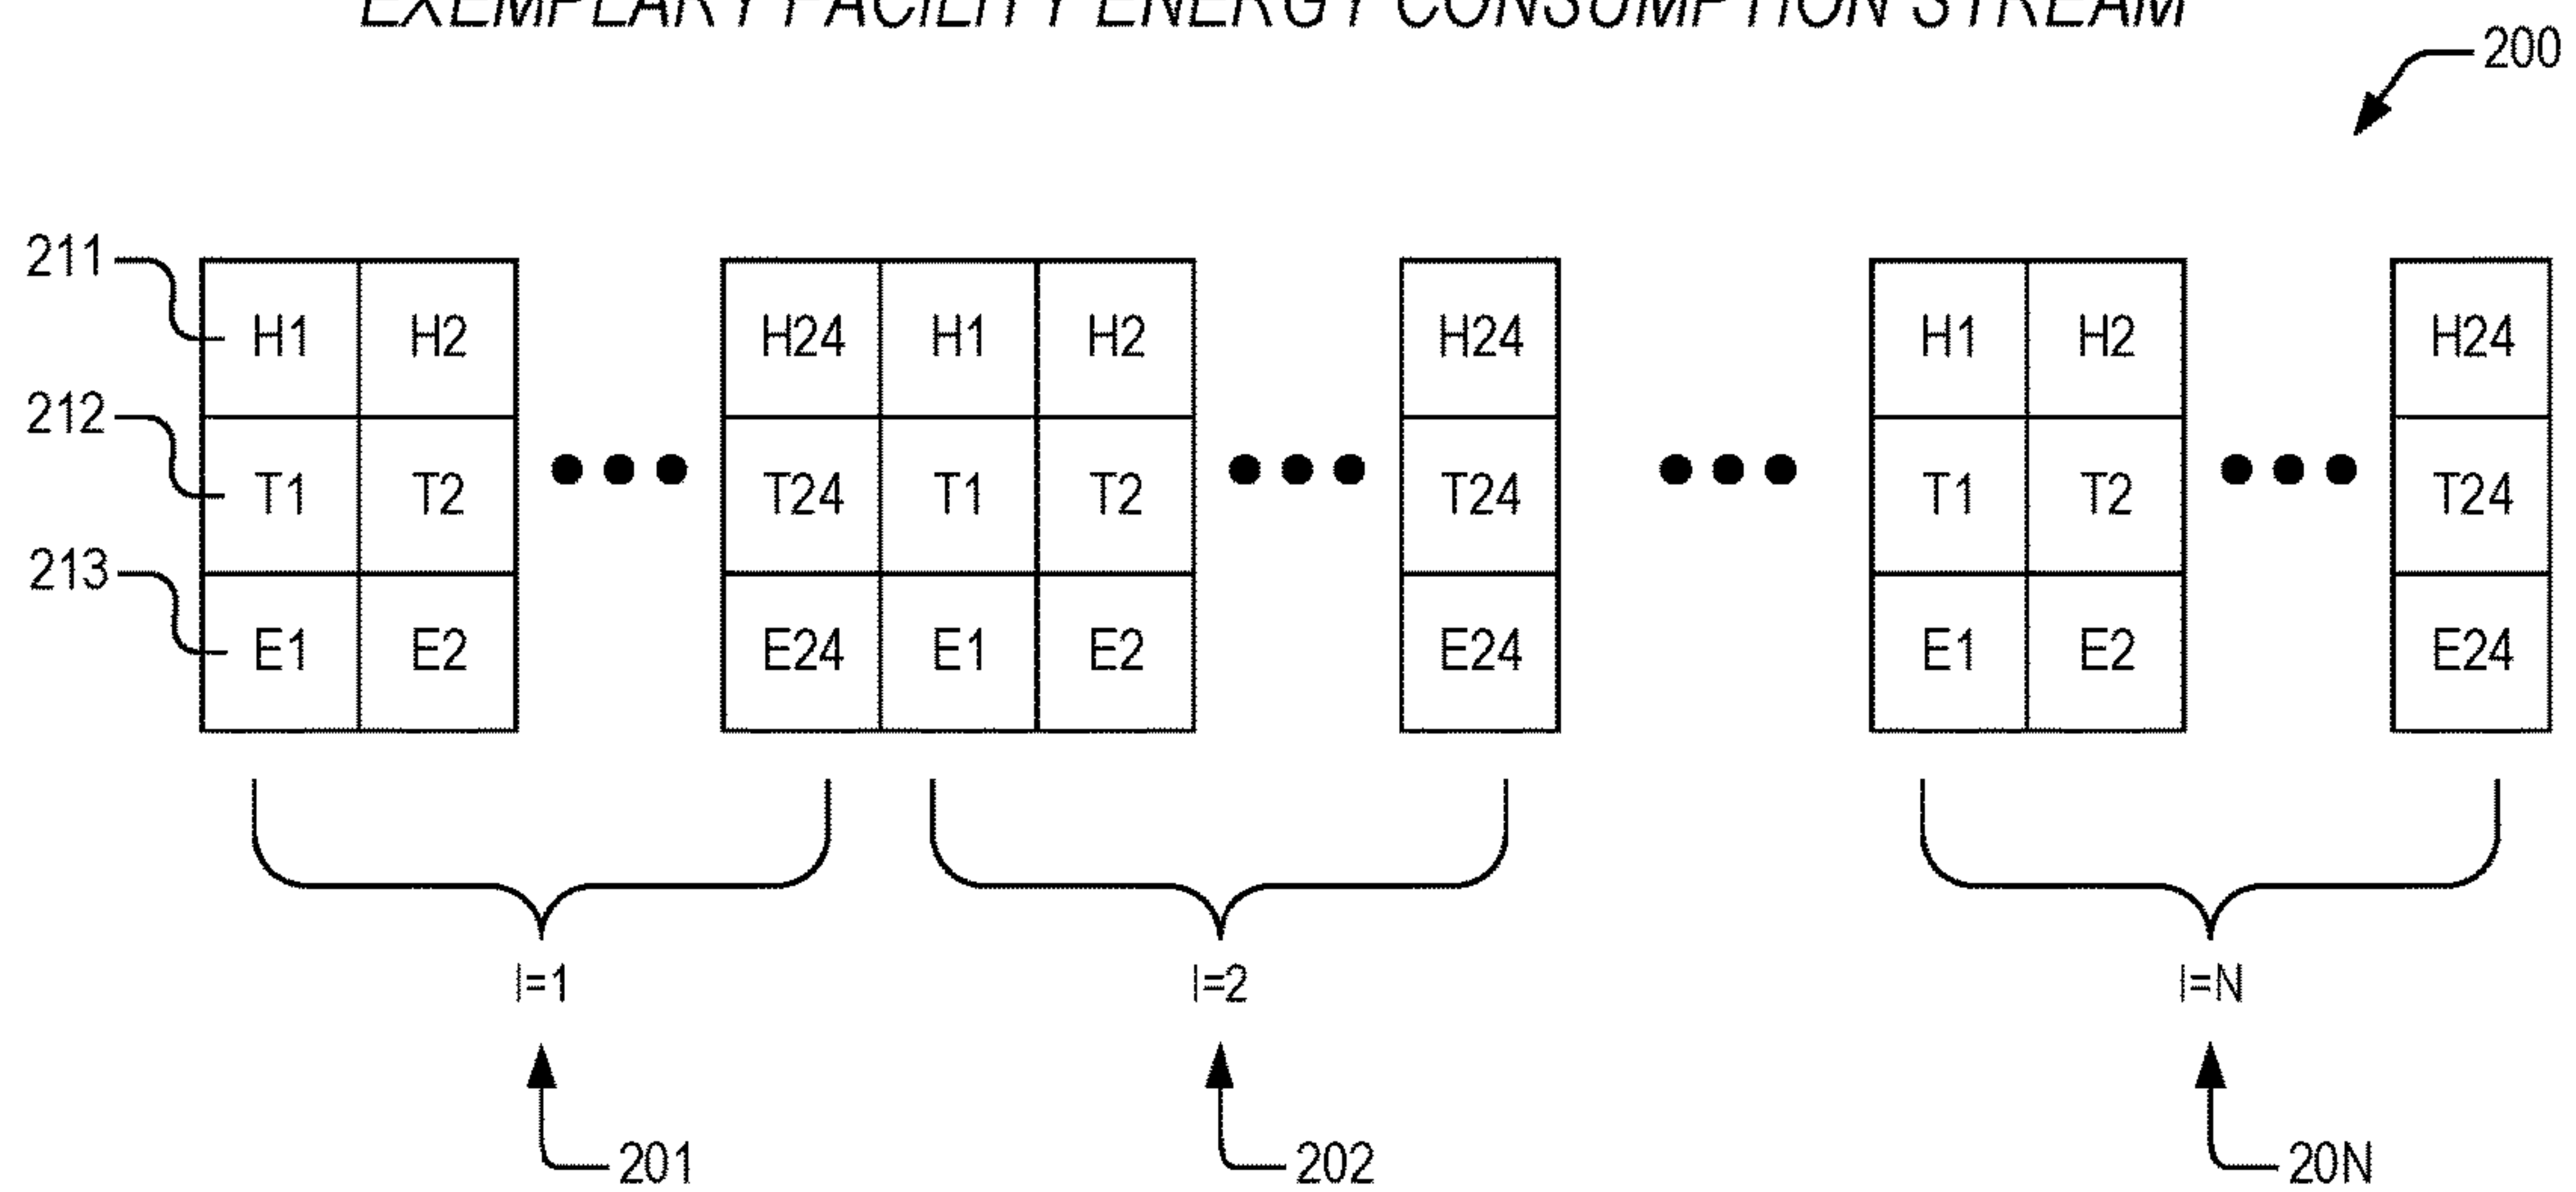 EXEMPLARY FACILITY ENERGY CONSUMPTION STREAM
200
211 H1 H2 H24 H1 H2 H24 H1 H2 H24
212 T1 T2 T24 T1 T2 T24 T1 T2 T24
213 E1 E2 E24 E1 E2 E24 E1 E2 E24
I=1 I=2 I=N
201 202 20N